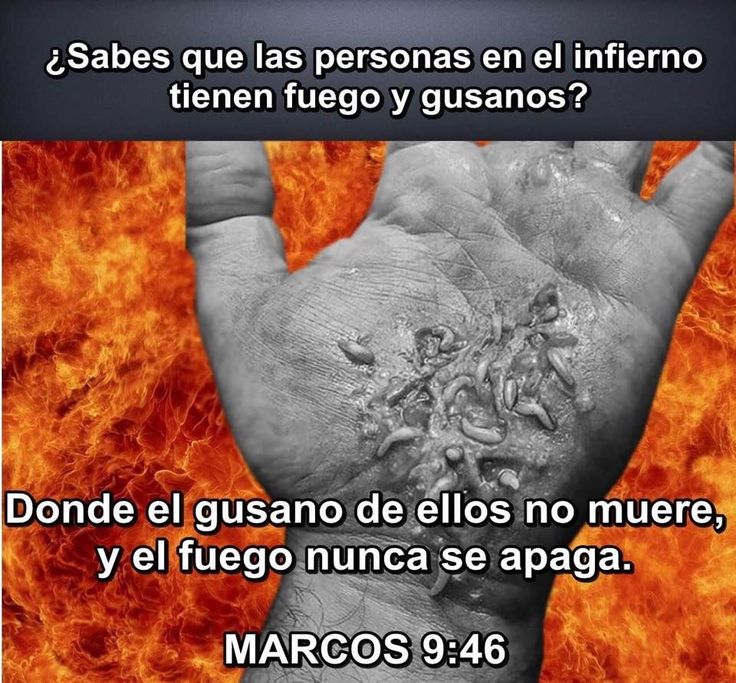 ¿Sabes que las personas en el infierno
tienen fuego y gusanos?
Donde el gusano de ellos no muere,
y el fuego nunca se apaga.
MARCOS 9:46